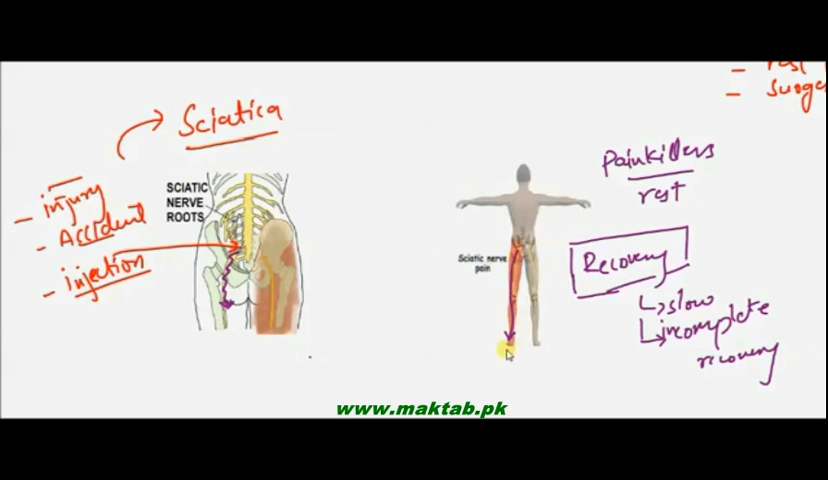 Sciatica
- injury
- Accident
- injection
SCIATIC
NERVE
ROOTS
Sciatic nerve
pain
- rest
- surge
Painkillers
rest
Recovery
slow
incomplete
recovery
www.maktab.pk